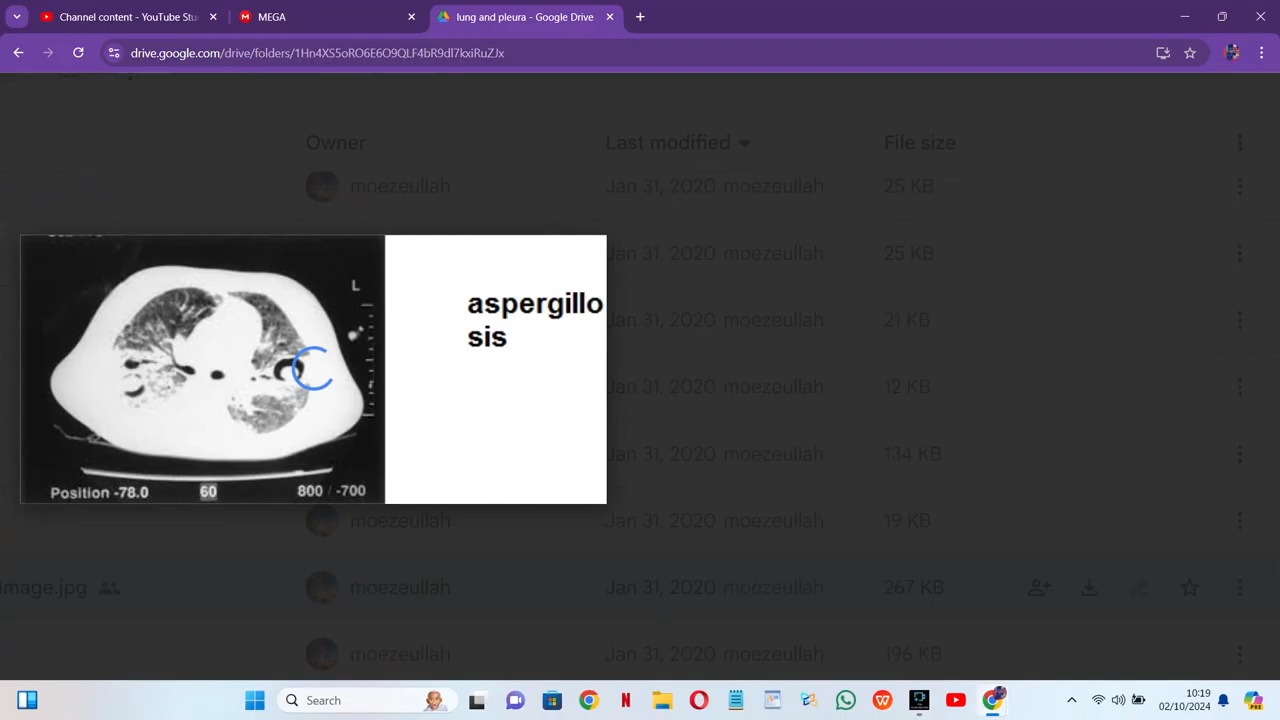 Channel content - YouTube Stu
MEGA
lung and pleura - Google Drive
drive.google.com/drive/folders/1Hn4XS5oRO6E6O9QLF4bR9dl7kxiRuZJx
Owner
Last modified
File size
moezeullah
Jan 31, 2020 moezeullah
25 KB
Jan 31, 2020 moezeullah
25 KB
L
aspergillo
sis
Jan 31, 2020 moezeullah
21 KB
Jan 31, 2020 moezeullah
12 KB
Jan 31, 2020 moezeullah
134 KB
Position -78.0
60
800 / -700
moezeullah
Jan 31, 2020 moezeullah
19 KB
image.jpg
moezeullah
Jan 31, 2020 moezeullah
267 KB
moezeullah
Jan 31, 2020 moezeullah
196 KB
Search
10:19
02/10/2024